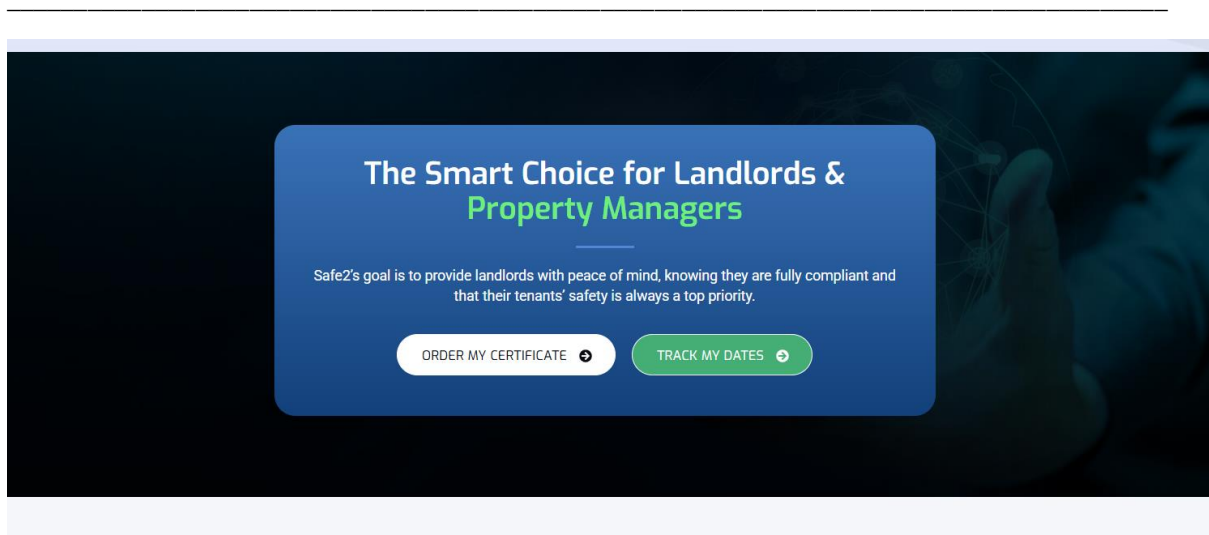 The Smart Choice for Landlords &
Property Managers
Safe2's goal is to provide landlords with peace of mind, knowing they are fully compliant and
that their tenants’ safety is always a top priority.
ORDER MY CERTIFICATE
TRACK MY DATES